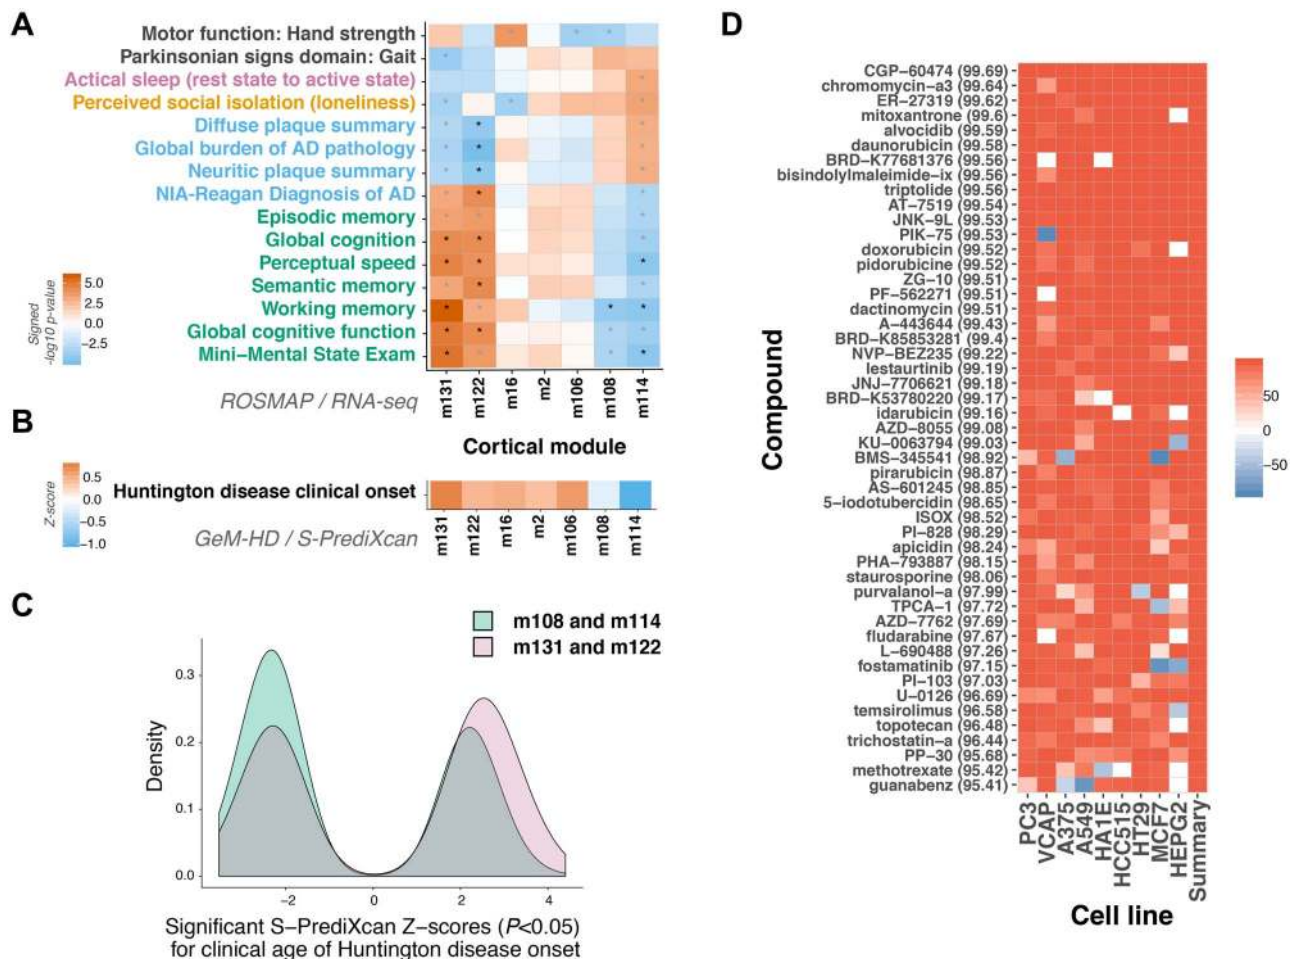 A
Motor function: Hand strength
Parkinsonian signs domain: Gait
Actical sleep (rest state to active state)
Perceived social isolation (loneliness)
Diffuse plaque summary
Global burden of AD pathology
Neuritic plaque summary
NIA-Reagan Diagnosis of AD
Episodic memory
Global cognition
Perceptual speed
Semantic memory
Working memory
Global cognitive function
Mini-Mental State Exam
Signed
-log10 p-value
5.0
2.5
0.0
-2.5
m131
m122
m16
m2
m106
m108
m114
ROSMAP / RNA-seq
Cortical module
B
Z-score
0.5
0.0
-0.5
-1.0
Huntington disease clinical onset
m131
m122
m16
m2
m106
m108
m114
GeM-HD / S-PrediXcan
C
m108 and m114
m131 and m122
Density
0.3
0.2
0.1
0.0
-2
0
2
4
Significant S-PrediXcan Z-scores (P<0.05)
for clinical age of Huntington disease onset
D
Compound
CGP-60474 (99.69)
chromomycin-a3 (99.64)
ER-27319 (99.62)
mitoxantrone (99.6)
alvocidib (99.59)
daunorubicin (99.58)
BRD-K77681376 (99.56)
bisindolylmaleimide-ix (99.56)
triptolide (99.56)
AT-7519 (99.54)
JNK-9L (99.53)
PIK-75 (99.53)
doxorubicin (99.52)
pidorubicine (99.52)
ZG-10 (99.51)
PF-562271 (99.51)
dactinomycin (99.51)
A-443644 (99.43)
BRD-K85853281 (99.4)
NVP-BEZ235 (99.22)
lestaurtinib (99.19)
JNJ-7706621 (99.18)
BRD-K53780220 (99.17)
idarubicin (99.16)
AZD-8055 (99.08)
KU-0063794 (99.03)
BMS-345541 (98.92)
pirarubicin (98.87)
AS-601245 (98.85)
5-iodotubercidin (98.65)
ISOX (98.52)
PI-828 (98.29)
apicidin (98.24)
PHA-793887 (98.15)
staurosporine (98.06)
purvalanol-a (97.99)
TPCA-1 (97.72)
AZD-7762 (97.69)
fludarabine (97.67)
L-690488 (97.26)
fostamatinib (97.15)
PI-103 (97.03)
U-0126 (96.69)
temsirolimus (96.58)
topotecan (96.48)
trichostatin-a (96.44)
PP-30 (95.68)
methotrexate (95.42)
guanabenz (95.41)
PC3
VCAP
A375
A549
HA1E
HCC515
HT29
MCF7
HEPG2
Summary
Cell line
50
0
-50